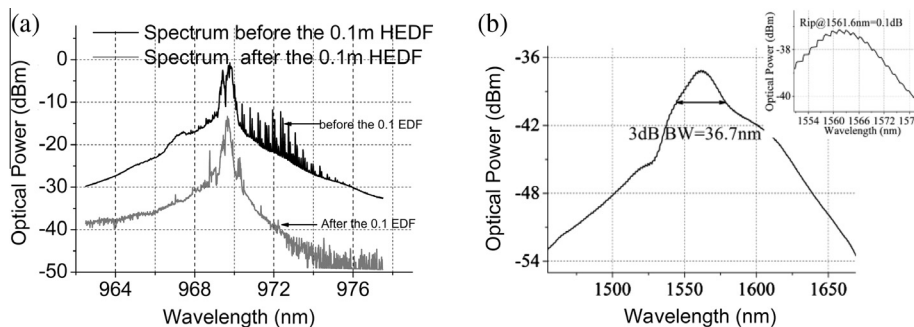 (a)
Spectrum before the 0.1m HEDF
Spectrum after the 0.1m HEDF
before the 0.1 EDF
After the 0.1 EDF
Optical Power (dBm)
0
-10
-20
-30
-40
-50
964 968 972 976
Wavelength (nm)
(b)
Optical Power (dBm)
-36
-42
-48
-54
3dB BW=36.7nm
1500 1550 1600 1650
Wavelength (nm)
Rip@1561.6nm=0.1dB
Optical Power (dBm)
-38
-40
1554 1560 1566 1572
Wavelength (nm)